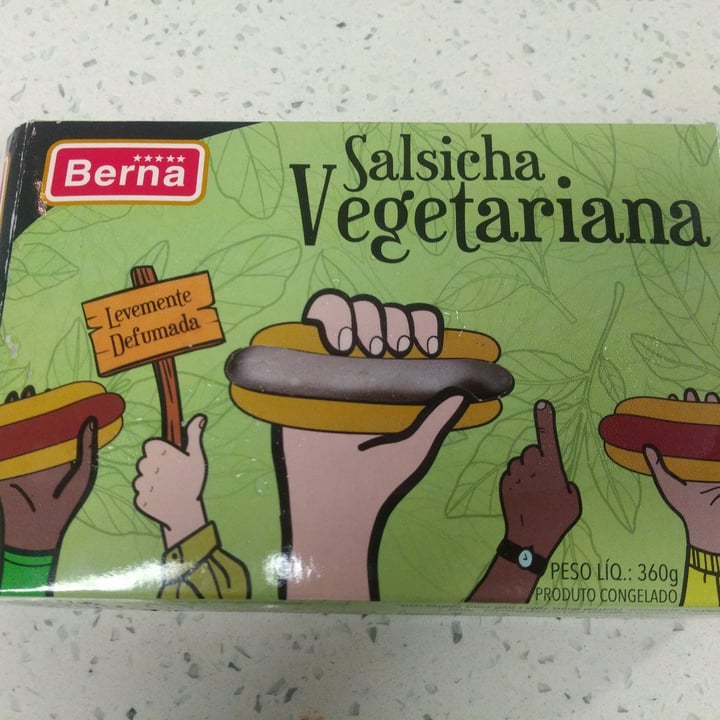 Berna
Salsicha
Vegetariana
Levemente
Defumada
PESO LÍQ.: 360g
PRODUTO CONGELADO